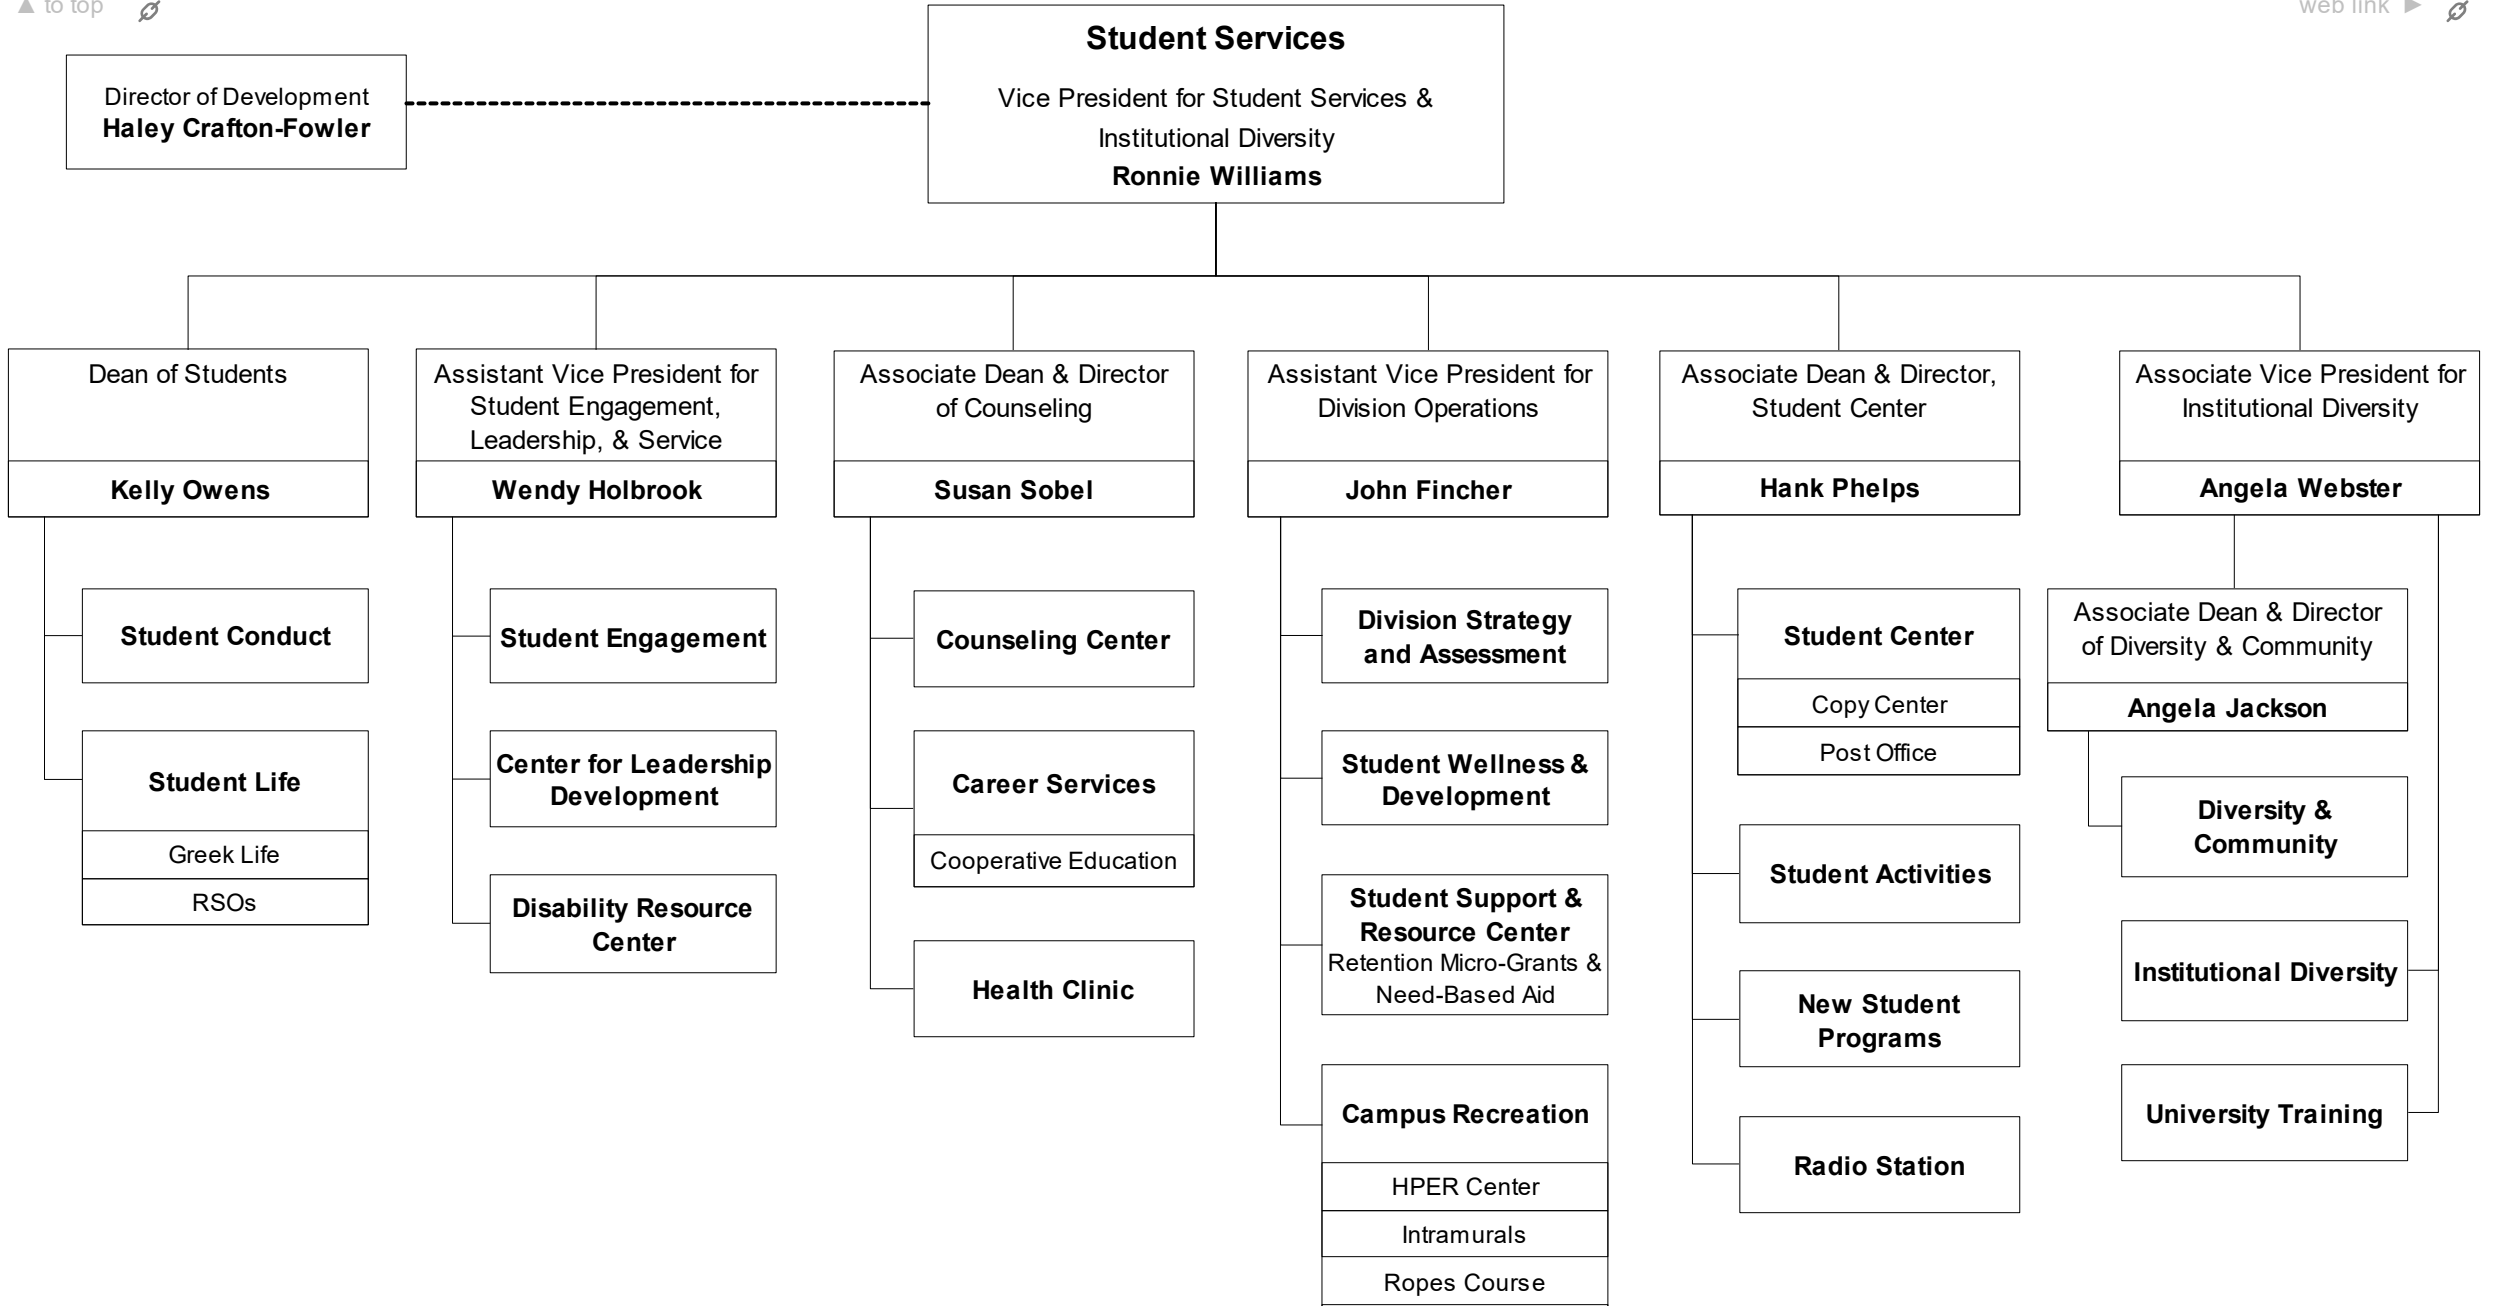 ▲ to top
web link ►
Student Services
Vice President for Student Services &
Institutional Diversity
Ronnie Williams
Director of Development
Haley Crafton-Fowler
Dean of Students
Kelly Owens
Student Conduct
Student Life
Greek Life
RSOs
Assistant Vice President for
Student Engagement,
Leadership, & Service
Wendy Holbrook
Student Engagement
Center for Leadership
Development
Disability Resource
Center
Associate Dean & Director
of Counseling
Susan Sobel
Counseling Center
Career Services
Cooperative Education
Health Clinic
Assistant Vice President for
Division Operations
John Fincher
Division Strategy
and Assessment
Student Wellness &
Development
Student Support &
Resource Center
Retention Micro-Grants &
Need-Based Aid
Campus Recreation
HPER Center
Intramurals
Ropes Course
Associate Dean & Director,
Student Center
Hank Phelps
Student Center
Copy Center
Post Office
Student Activities
New Student
Programs
Radio Station
Associate Vice President for
Institutional Diversity
Angela Webster
Associate Dean & Director
of Diversity & Community
Angela Jackson
Diversity &
Community
Institutional Diversity
University Training